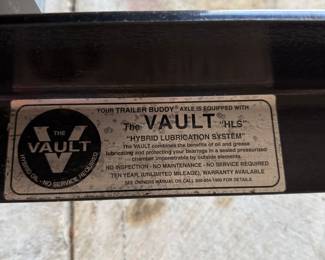 THE
VAULT
HYBRID OIL - NO SERVICE REQUIRED
YOUR TRAILER BUDDY® AXLE IS EQUIPPED WITH
The VAULT "HLS"
"HYBRID LUBRICATION SYSTEM"
The VAULT combines the benefits of oil and grease
lubricating and protecting your bearings in a sealed pressurized
chamber impenetrable by outside elements.
NO INSPECTION - NO MAINTENANCE - NO SERVICE REQUIRED
TEN YEAR, (UNLIMITED MILEAGE), WARRANTY AVAILABLE
SEE OWNERS MANUAL OR CALL FOR DETAILS